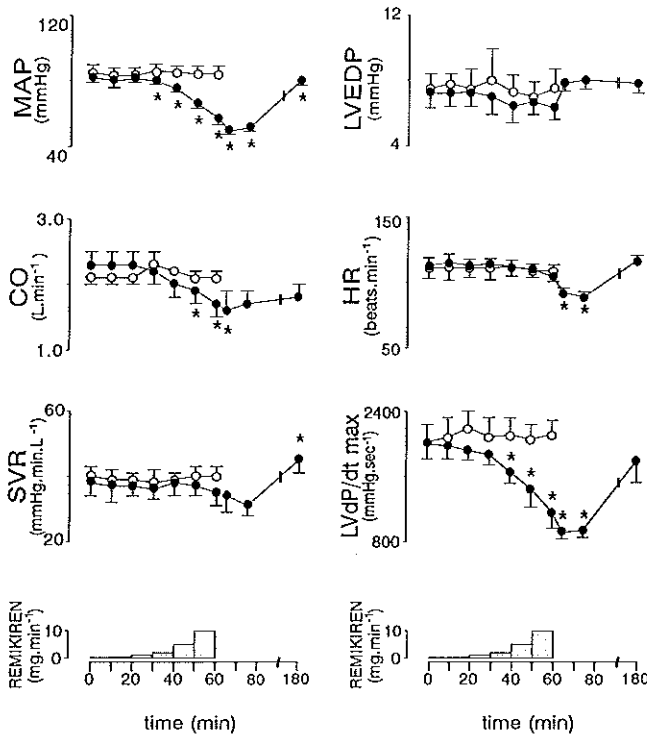 120
MAP
(mmHg)
40
* * * * * * *
12
LVEDP
(mmHg)
4
3.0
CO
(L.min⁻¹)
1.0
* * *
150
HR
(beats.min⁻¹)
50
* *
60
SVR
(mmHg.min.L⁻¹)
20
*
2400
LVdP/dt max
(mmHg.sec⁻¹)
800
* * * * *
REMIKIREN
(mg.min⁻¹)
10
0
0 20 40 60 80 180
time (min)
REMIKIREN
(mg.min⁻¹)
10
0
0 20 40 60 80 180
time (min)